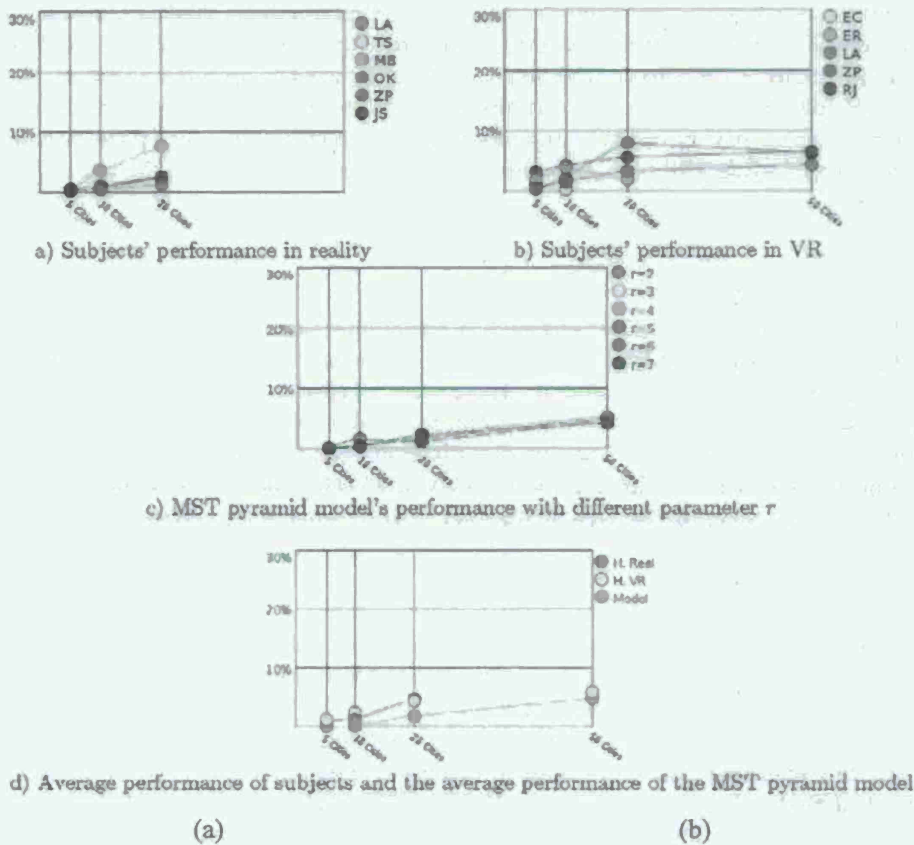 30%
20%
10%
LA
TS
MB
OK
ZP
JS
5 Cities
10 Cities
20 Cities
30%
20%
10%
EC
ER
LA
ZP
RJ
5 Cities
10 Cities
20 Cities
50 Cities
a) Subjects' performance in reality
b) Subjects' performance in VR
30%
20%
10%
r=2
r=3
r=4
r=5
r=6
r=7
5 Cities
10 Cities
20 Cities
50 Cities
c) MST pyramid model's performance with different parameter r
30%
20%
10%
H. Real
H. VR
Model
5 Cities
10 Cities
20 Cities
50 Cities
d) Average performance of subjects and the average performance of the MST pyramid model
(a)
(b)